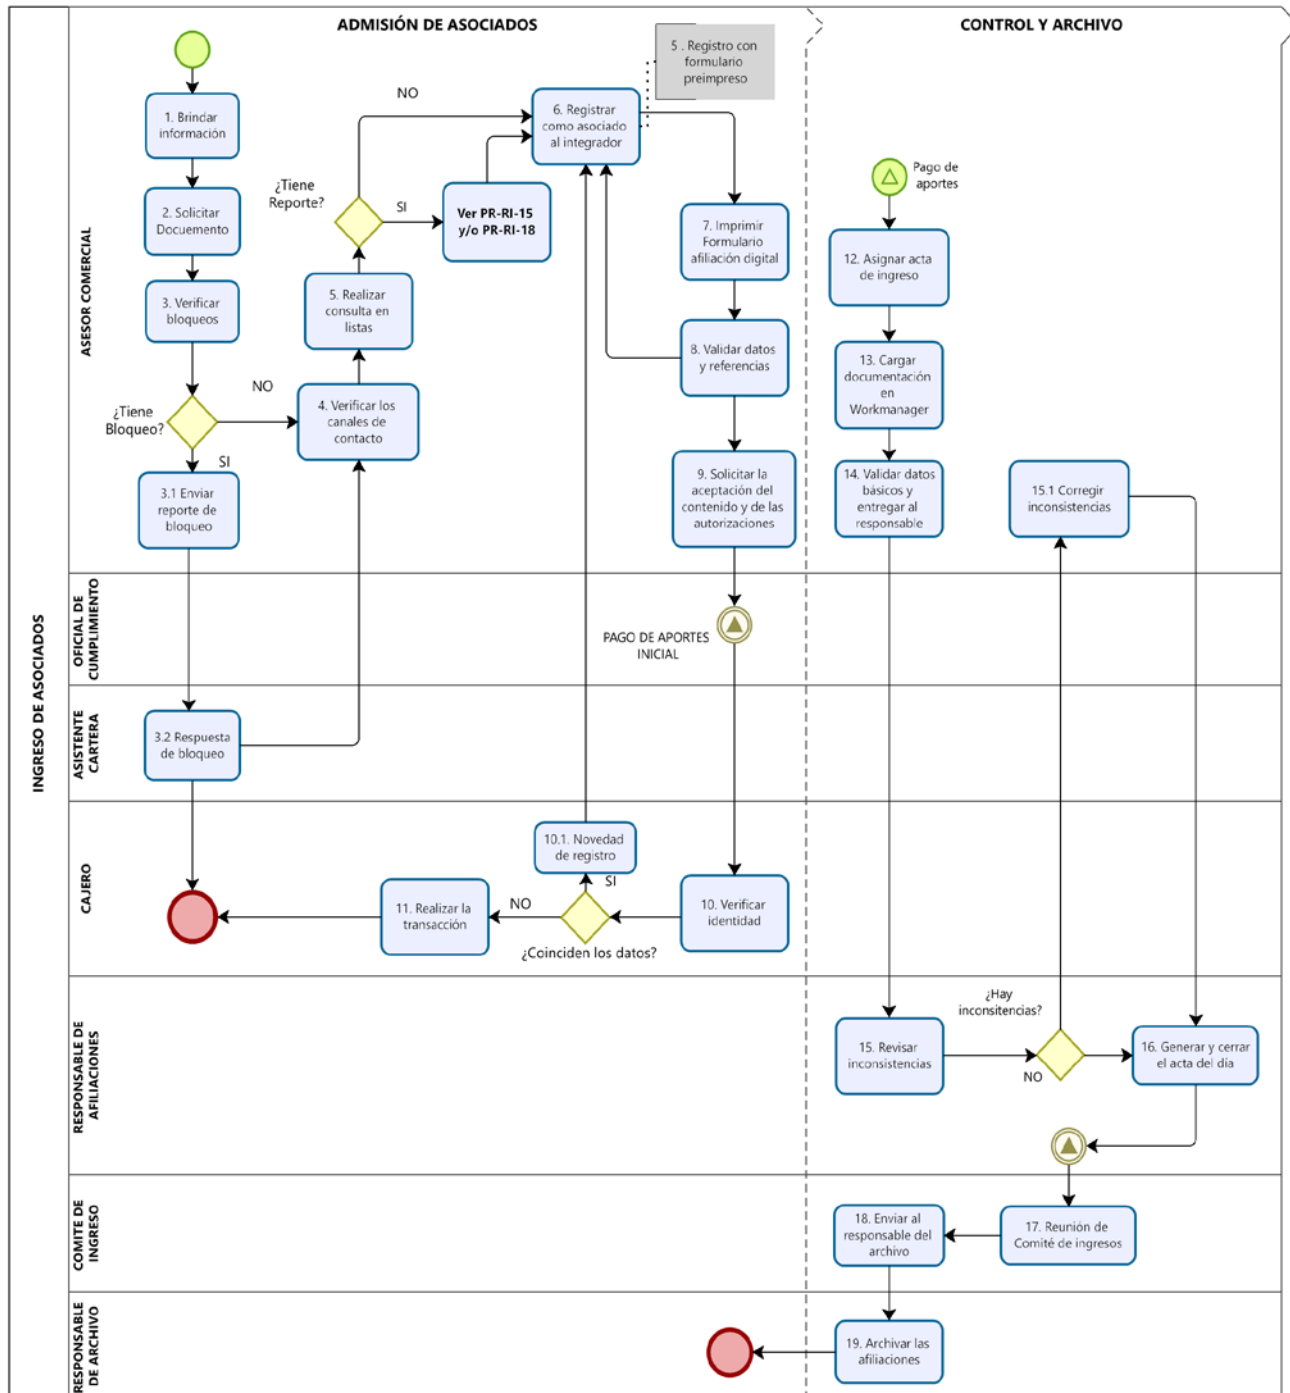 INGRESO DE ASOCIADOS
ADMISIÓN DE ASOCIADOS
CONTROL Y ARCHIVO
ASESOR COMERCIAL
1. Brindar
información
2. Solicitar
Docuemento
3. Verificar
bloqueos
¿Tiene
Bloqueo?
NO
SI
3.1 Enviar
reporte de
bloqueo
4. Verificar los
canales de
contacto
5. Realizar
consulta en
listas
¿Tiene
Reporte?
NO
SI
Ver PR-RI-15
y/o PR-RI-18
5 . Registro con
formulario
preimpreso
6. Registrar
como asociado
al integrador
7. Imprimir
Formulario
afiliación digital
8. Validar datos
y referencias
9. Solicitar la
aceptación del
contenido y de las
autorizaciones
Pago de
aportes
12. Asignar acta
de ingreso
13. Cargar
documentación
en
Workmanager
14. Validar datos
básicos y
entregar al
responsable
15.1 Corregir
inconsistencias
OFICIAL DE
CUMPLIMIENTO
PAGO DE APORTES
INICIAL
ASISTENTE
CARTERA
3.2 Respuesta
de bloqueo
CAJERO
10.1. Novedad
de registro
SI
NO
11. Realizar la
transacción
¿Coinciden los datos?
10. Verificar
identidad
RESPONSABLE DE
AFILIACIONES
15. Revisar
inconsistencias
¿Hay
inconsitencias?
NO
16. Generar y cerrar
el acta del día
COMITE DE
INGRESO
18. Enviar al
responsable del
archivo
17. Reunión de
Comité de ingresos
RESPONSABLE
DE ARCHIVO
19. Archivar las
afiliaciones